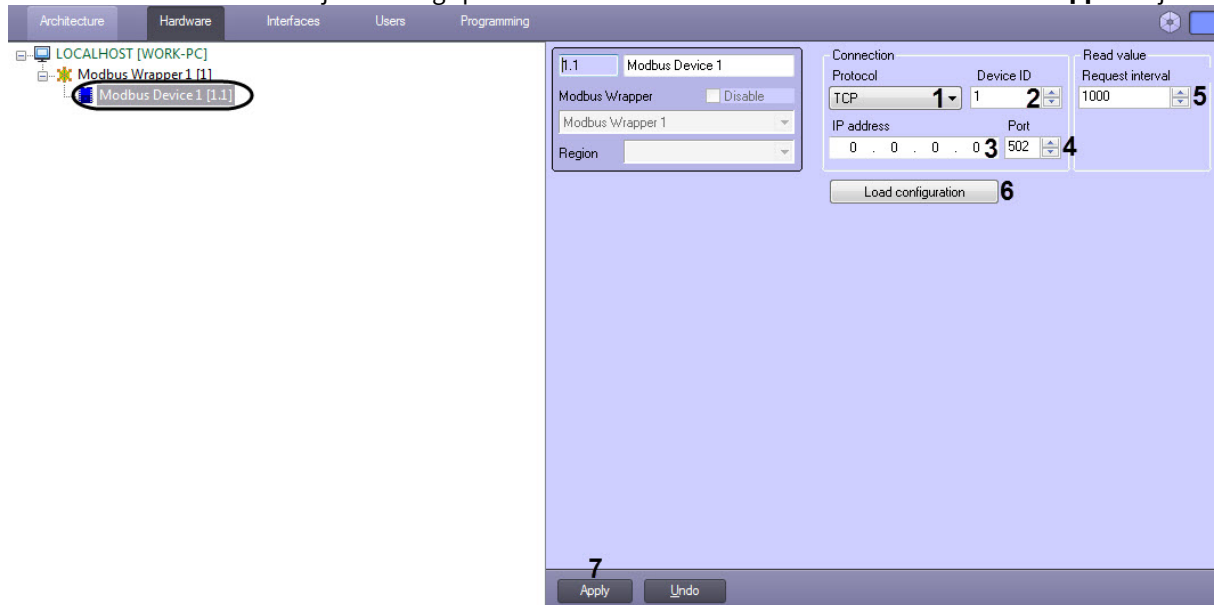 Architecture Hardware Interfaces Users Programming
LOCALHOST [WORK-PC]
Modbus Wrapper 1 [1]
Modbus Device 1 [1.1]
1.1 Modbus Device 1
Modbus Wrapper Disable
Modbus Wrapper 1
Region
Connection
Protocol Device ID
TCP 1 1 2
IP address Port
0 . 0 . 0 . 0 3 502 4
Read value
Request interval
1000 5
Load configuration 6
7
Apply Undo